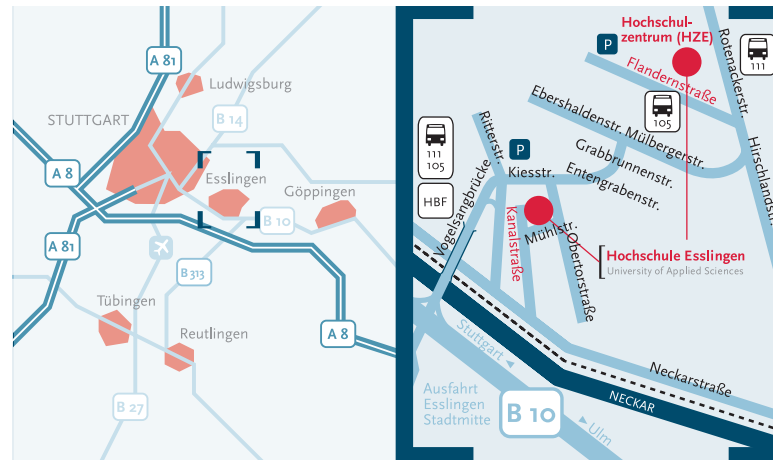 A 81
Ludwigsburg
B 14
STUTTGART
A 8
Esslingen
Göppingen
B 10
A 81
B 313
Tübingen
A 8
Reutlingen
B 27
Hochschul-
zentrum (HZE)
P
111
Flandernstraße
Rotenackerstr.
105
Ebershaldenstr. Mülbergerstr.
Ritterstr.
111
105
P
Kiesstr.
Grabbrunnenstr.
Entengrabenstr.
Hirschlandstr.
HBF
Vogelsangbrücke
Kanalstraße
Mühlstr.
Obertorstraße
Hochschule Esslingen
University of Applied Sciences
Stuttgart
Neckarstraße
NECKAR
Ausfahrt
Esslingen
Stadtmitte
B 10
Ulm